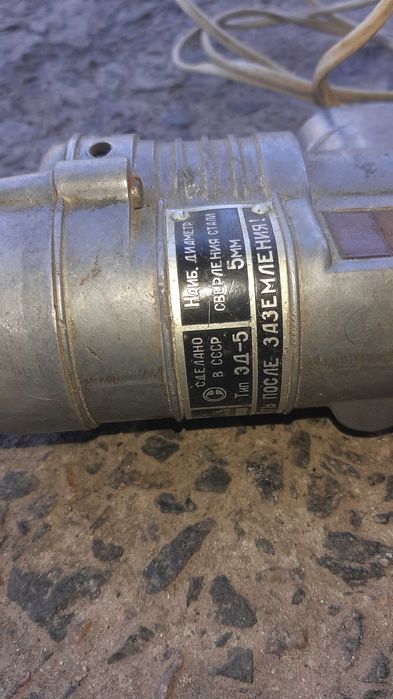 НАИБ. ДИАМЕТР
СВЕРЛЕНИЯ СТАЛИ
5ММ
СДЕЛАНО
В СССР
Тип ЭД-5
ПОСЛЕ ЗАЗЕМЛЕНИЯ!